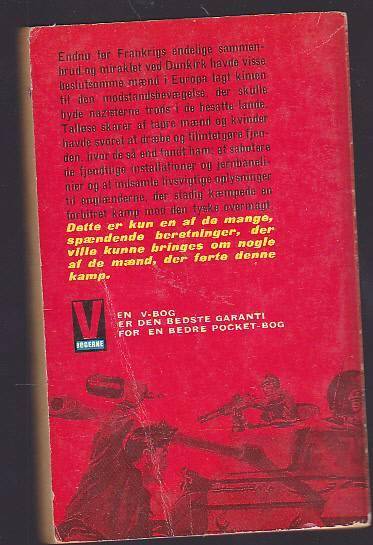 Endnu før Frankrigs endelige sammen-
brud og miraklet ved Dunkirk havde visse
beslutsomme mænd i Europa lagt kimen
til den modstandsbevægelse, der skulle
byde nazisterne trods i de besatte lande.
Talløse skarer af tapre mænd og kvinder
havde svoret at dræbe og tilintetgøre fjen-
den, hvor de så end fandt ham; at sabotere
de fjendtlige installationer og jernbaneli-
nier og at indsamle livsvigtige oplysninger
til englænderne, der stadig kæmpede en
forbitret kamp mod den tyske overmagt.
Dette er kun en af de mange,
spændende beretninger, der
ville kunne bringes om nogle
af de mænd, der førte denne
kamp.
V
BØGERNE
EN V-BOG
ER DEN BEDSTE GARANTI
FOR EN BEDRE POCKET-BOG